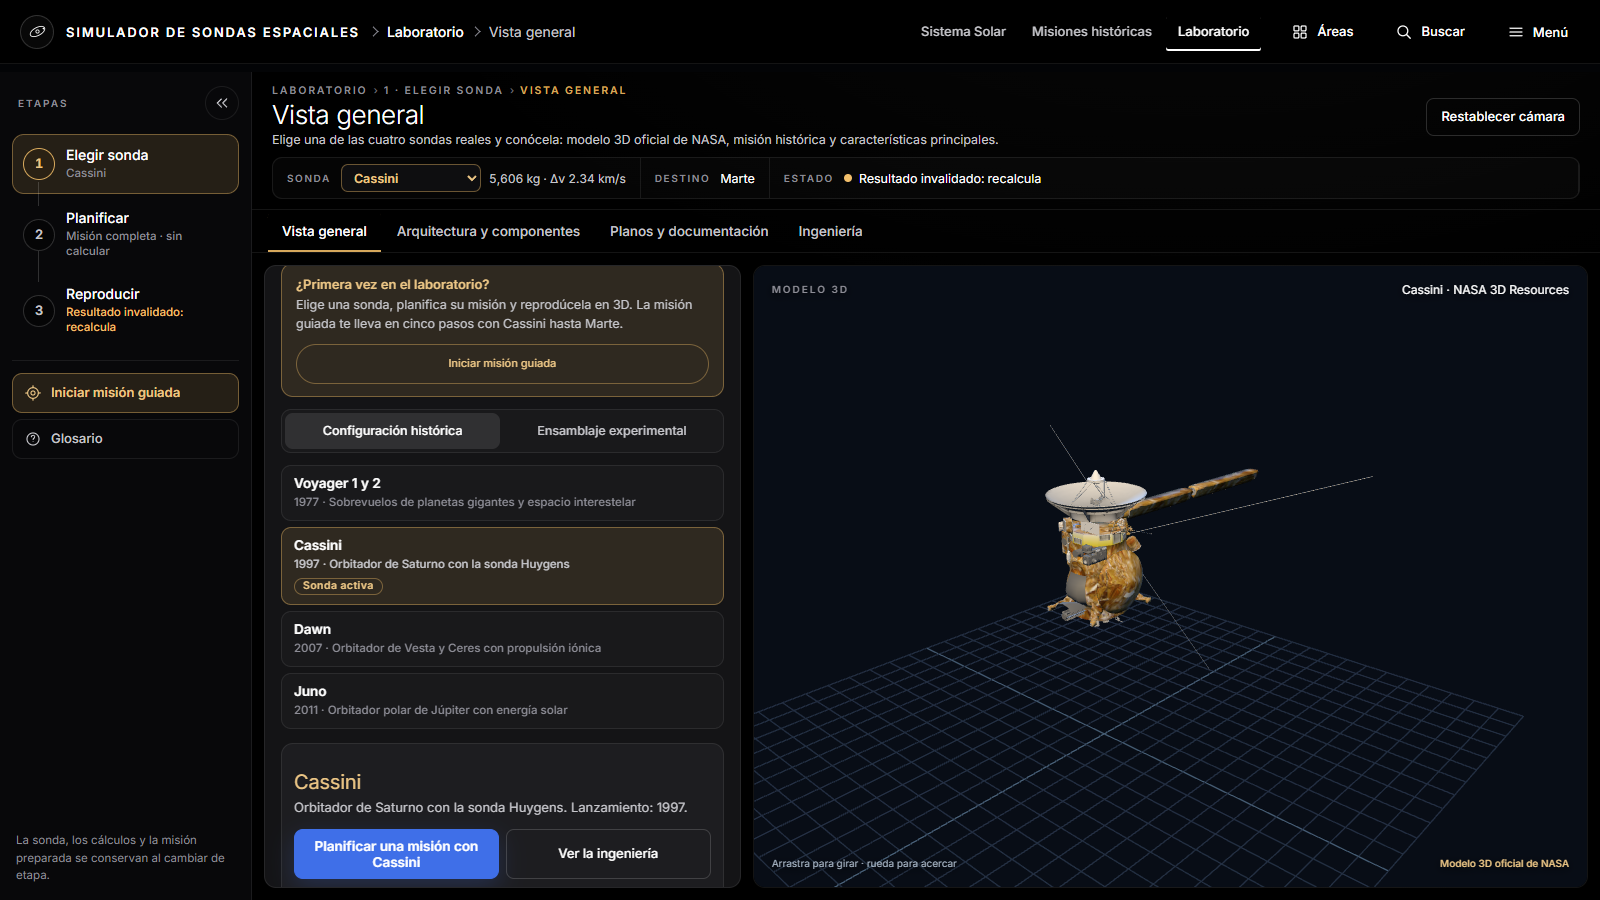 SIMULADOR DE SONDAS ESPACIALES > Laboratorio > Vista general
Sistema Solar
Misiones históricas
Laboratorio
Áreas
Buscar
Menú
ETAPAS
1
Elegir sonda
Cassini
2
Planificar
Misión completa · sin
calcular
3
Reproducir
Resultado invalidado:
recalcula
Iniciar misión guiada
Glosario
La sonda, los cálculos y la misión
preparada se conservan al cambiar de
etapa.
LABORATORIO › 1 · ELEGIR SONDA › VISTA GENERAL
Vista general
Elige una de las cuatro sondas reales y conócela: modelo 3D oficial de NASA, misión histórica y características principales.
Restablecer cámara
SONDA
Cassini
5,606 kg · Δv 2.34 km/s
DESTINO
Marte
ESTADO
Resultado invalidado: recalcula
Vista general
Arquitectura y componentes
Planos y documentación
Ingeniería
¿Primera vez en el laboratorio?
Elige una sonda, planifica su misión y reprodúcela en 3D. La misión
guiada te lleva en cinco pasos con Cassini hasta Marte.
Iniciar misión guiada
Configuración histórica
Ensamblaje experimental
Voyager 1 y 2
1977 · Sobrevuelos de planetas gigantes y espacio interestelar
Cassini
1997 · Orbitador de Saturno con la sonda Huygens
Sonda activa
Dawn
2007 · Orbitador de Vesta y Ceres con propulsión iónica
Juno
2011 · Orbitador polar de Júpiter con energía solar
Cassini
Orbitador de Saturno con la sonda Huygens. Lanzamiento: 1997.
Planificar una misión con
Cassini
Ver la ingeniería
MODELO 3D
Cassini · NASA 3D Resources
Arrastra para girar · rueda para acercar
Modelo 3D oficial de NASA